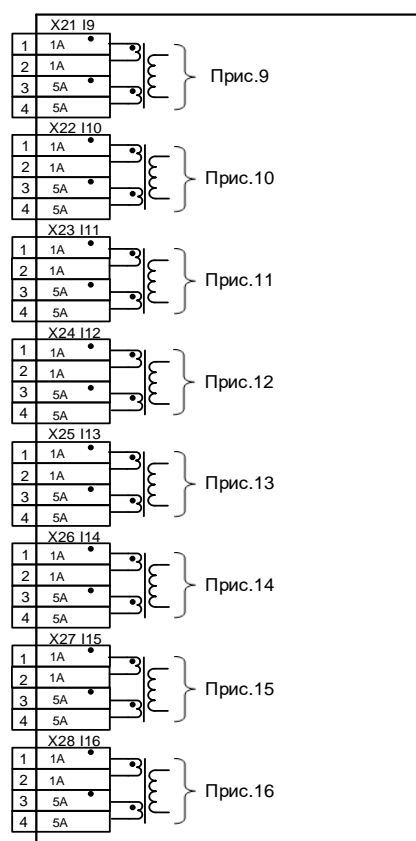 X21 I9
1 1A
2 1A
3 5A
4 5A
Прис.9
X22 I10
1 1A
2 1A
3 5A
4 5A
Прис.10
X23 I11
1 1A
2 1A
3 5A
4 5A
Прис.11
X24 I12
1 1A
2 1A
3 5A
4 5A
Прис.12
X25 I13
1 1A
2 1A
3 5A
4 5A
Прис.13
X26 I14
1 1A
2 1A
3 5A
4 5A
Прис.14
X27 I15
1 1A
2 1A
3 5A
4 5A
Прис.15
X28 I16
1 1A
2 1A
3 5A
4 5A
Прис.16